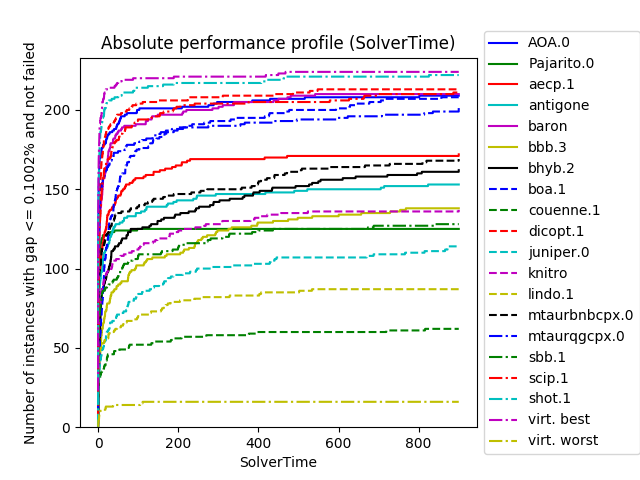 Absolute performance profile (SolverTime)
Number of instances with gap <= 0.1002% and not failed
200
150
100
50
0
0 200 400 600 800
SolverTime
AOA.0
Pajarito.0
aecp.1
antigone
baron
bbb.3
bhyb.2
boa.1
couenne.1
dicopt.1
juniper.0
knitro
lindo.1
mtaurbnbcpx.0
mtaurqgcpx.0
sbb.1
scip.1
shot.1
virt. best
virt. worst